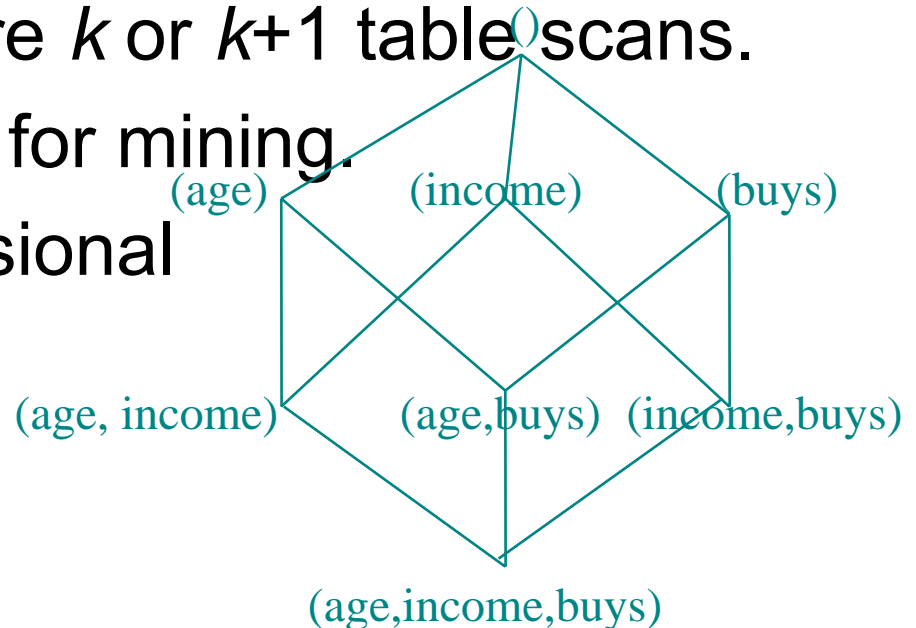 ()
re k or k+1 table scans.
for mining.
(age) (income) (buys)
sional
(age, income) (age,buys) (income,buys)
(age,income,buys)